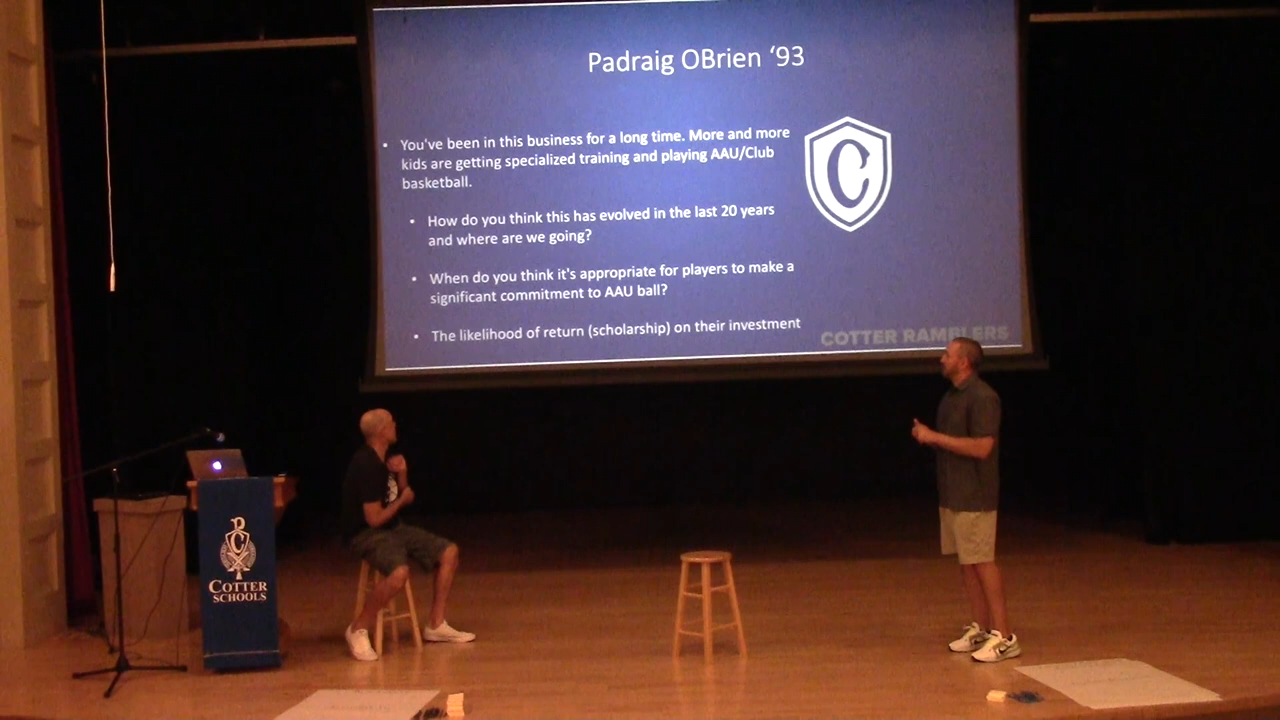 Padraig OBrien ‘93
• You've been in this business for a long time. More and more
kids are getting specialized training and playing AAU/Club
basketball.
• How do you think this has evolved in the last 20 years
and where are we going?
• When do you think it's appropriate for players to make a
significant commitment to AAU ball?
• The likelihood of return (scholarship) on their investment
C
COTTER RAMBLERS
C
COTTER
SCHOOLS